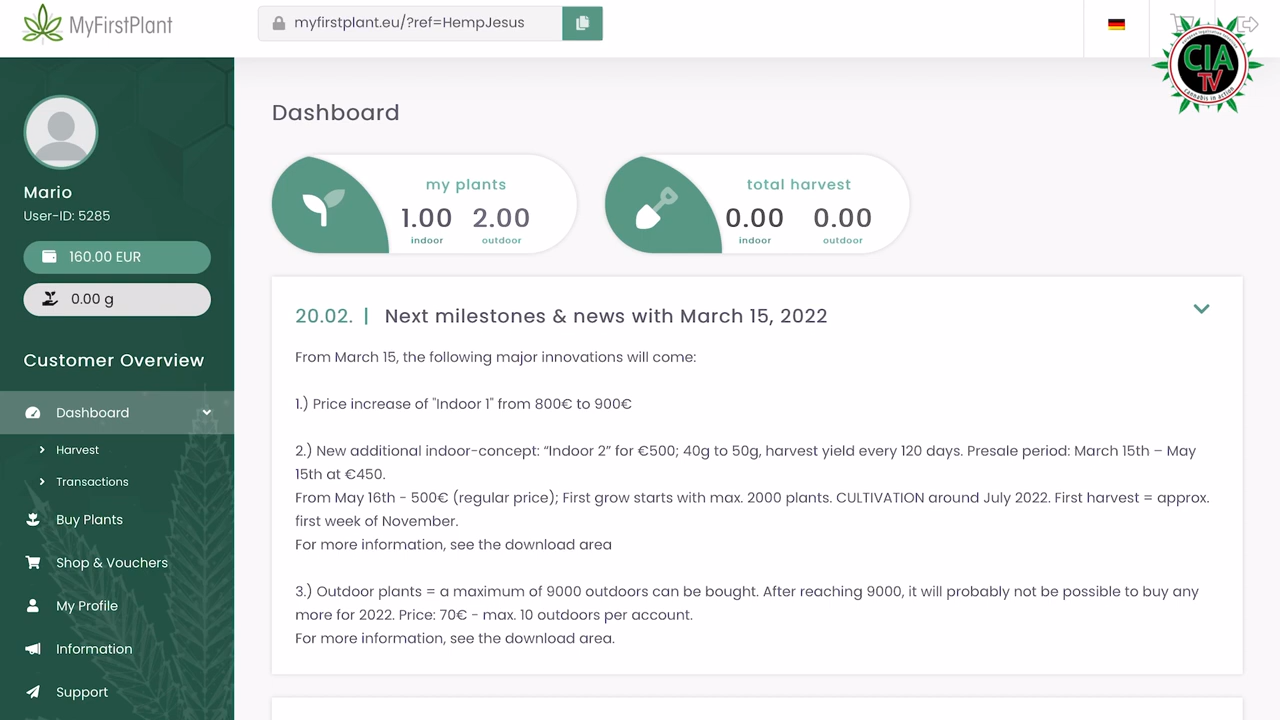 MyFirstPlant
myfirstplant.eu/?ref=HempJesus
CIA
TV
Cannabis in action
Mario
User-ID: 5285
160.00 EUR
0.00 g
Customer Overview
Dashboard
Harvest
Transactions
Buy Plants
Shop & Vouchers
My Profile
Information
Support
Dashboard
my plants
1.00 2.00
indoor outdoor
total harvest
0.00 0.00
indoor outdoor
20.02. | Next milestones & news with March 15, 2022
From March 15, the following major innovations will come:
1.) Price increase of "Indoor 1" from 800€ to 900€
2.) New additional indoor-concept: “Indoor 2” for €500; 40g to 50g, harvest yield every 120 days. Presale period: March 15th – May
15th at €450.
From May 16th - 500€ (regular price); First grow starts with max. 2000 plants. CULTIVATION around July 2022. First harvest = approx.
first week of November.
For more information, see the download area
3.) Outdoor plants = a maximum of 9000 outdoors can be bought. After reaching 9000, it will probably not be possible to buy any
more for 2022. Price: 70€ - max. 10 outdoors per account.
For more information, see the download area.